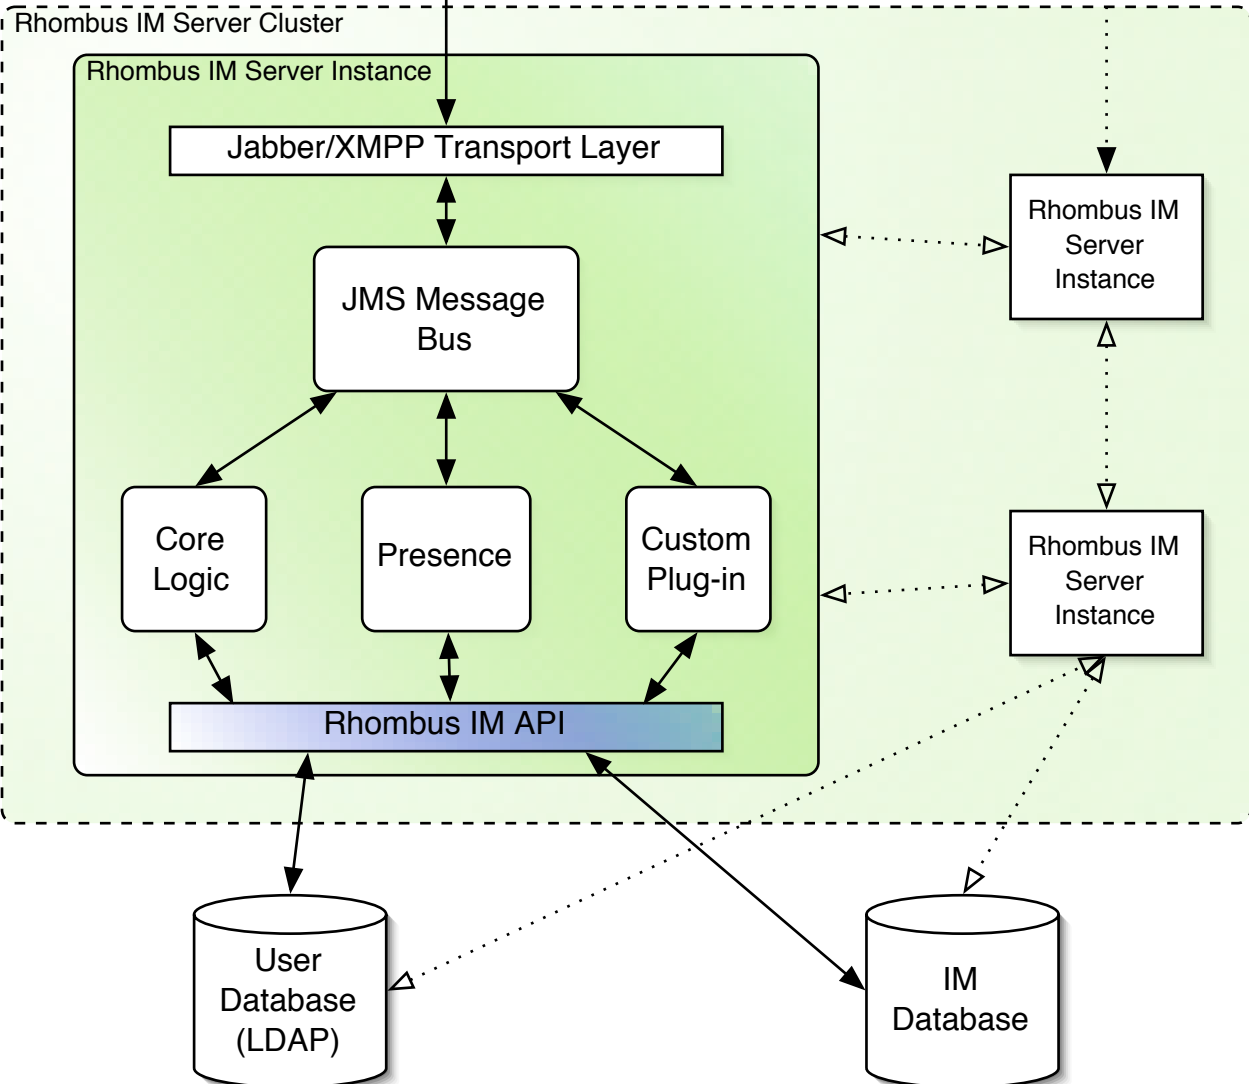 Rhombus IM Server Cluster
Rhombus IM Server Instance
Jabber/XMPP Transport Layer
JMS Message
Bus
Core
Logic
Presence
Custom
Plug-in
Rhombus IM API
Rhombus IM
Server
Instance
Rhombus IM
Server
Instance
User
Database
(LDAP)
IM
Database